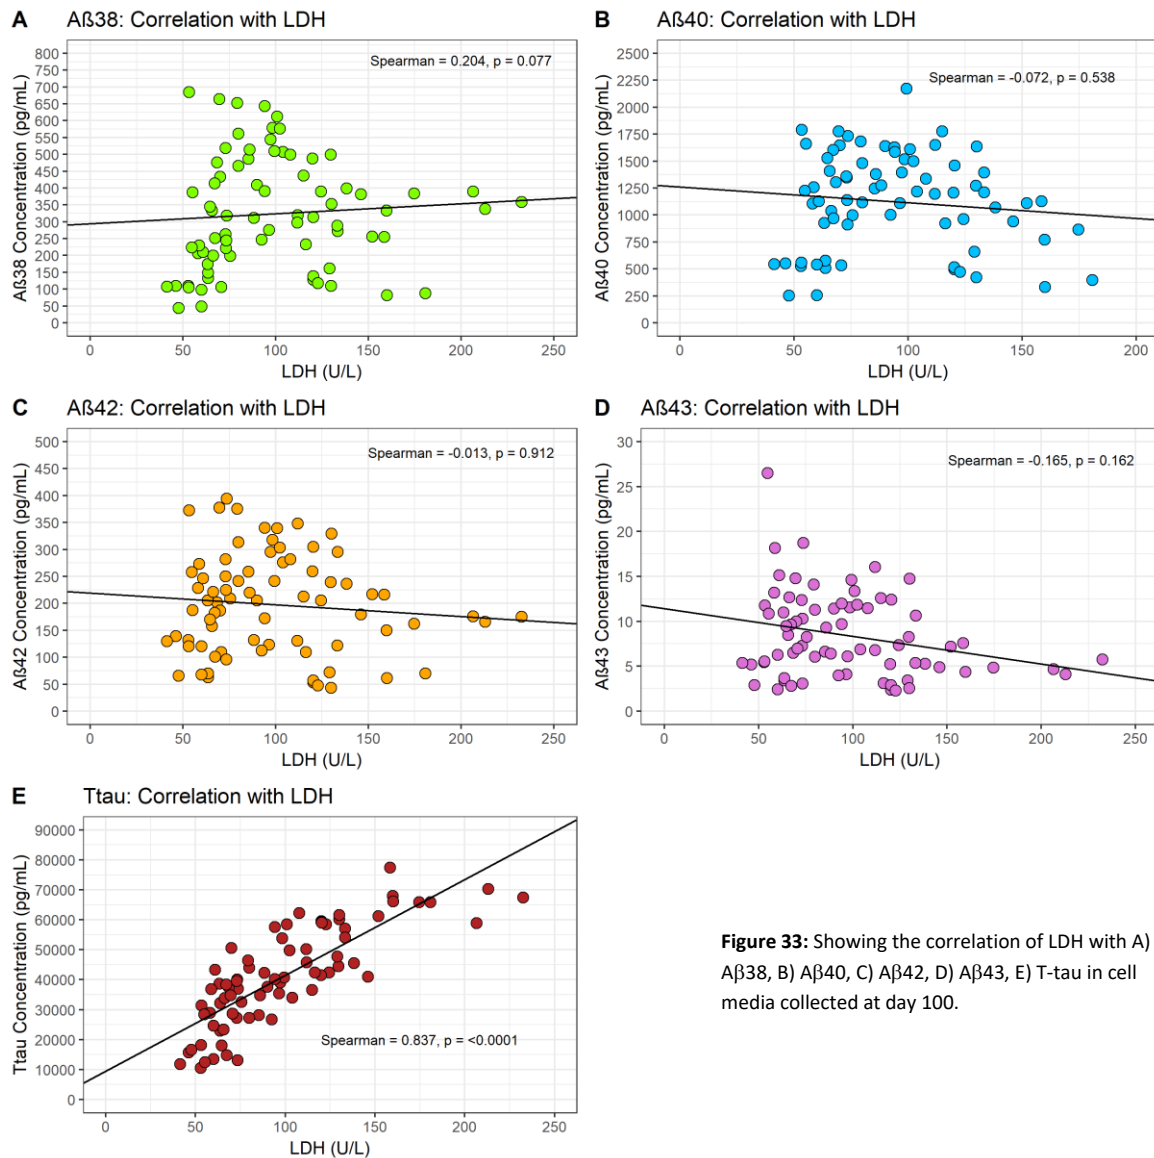 A Aß38: Correlation with LDH
Spearman = 0.204, p = 0.077
Aß38 Concentration (pg/mL)
800
750
700
650
600
550
500
450
400
350
300
250
200
150
100
50
0
0 50 100 150 200 250
LDH (U/L)
B Aß40: Correlation with LDH
Spearman = -0.072, p = 0.538
Aß40 Concentration (pg/mL)
2500
2250
2000
1750
1500
1250
1000
750
500
250
0
0 50 100 150 200
LDH (U/L)
C Aß42: Correlation with LDH
Spearman = -0.013, p = 0.912
Aß42 Concentration (pg/mL)
500
450
400
350
300
250
200
150
100
50
0
0 50 100 150 200 250
LDH (U/L)
D Aß43: Correlation with LDH
Spearman = -0.165, p = 0.162
Aß43 Concentration (pg/mL)
30
25
20
15
10
5
0
0 50 100 150 200 250
LDH (U/L)
E Ttau: Correlation with LDH
Spearman = 0.837, p = <0.0001
Ttau Concentration (pg/mL)
90000
80000
70000
60000
50000
40000
30000
20000
10000
0
0 50 100 150 200 250
LDH (U/L)
Figure 33: Showing the correlation of LDH with A)
Aβ38, B) Aβ40, C) Aβ42, D) Aβ43, E) T-tau in cell
media collected at day 100.